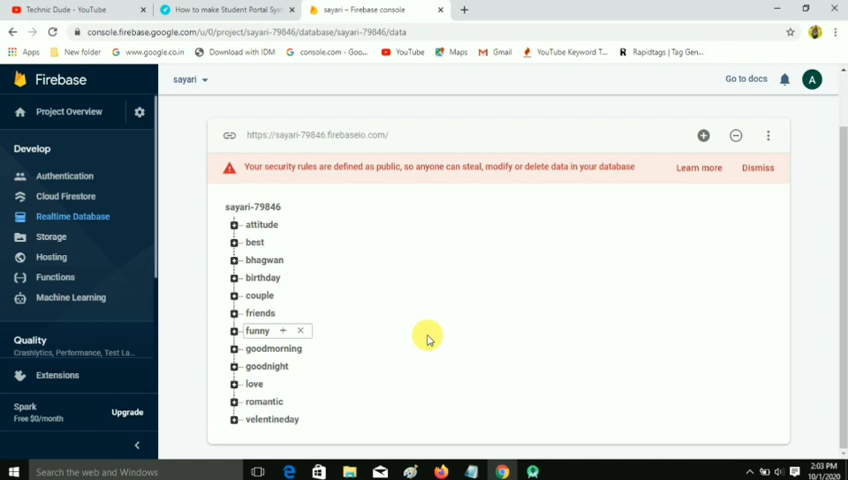 Technic Dude - YouTube
How to make Student Portal Sys
sayari – Firebase console
console.firebase.google.com/u/0/project/sayari-79846/database/sayari-79846/data
Apps
New folder
www.google.co.in
Download with IDM
console.com - Goo...
YouTube
Maps
Gmail
YouTube Keyword T...
Rapidtags | Tag Gen...
Firebase
sayari
Go to docs
A
Project Overview
https://sayari-79846.firebaseio.com/
Develop
Your security rules are defined as public, so anyone can steal, modify or delete data in your database
Learn more
Dismiss
Authentication
Cloud Firestore
Realtime Database
Storage
Hosting
Functions
Machine Learning
Quality
Crashlytics, Performance, Test La...
Extensions
Spark
Free $0/month
Upgrade
sayari-79846
attitude
best
bhagwan
birthday
couple
friends
funny
goodmorning
goodnight
love
romantic
velentineday
Search the web and Windows
2:03 PM
10/1/2020